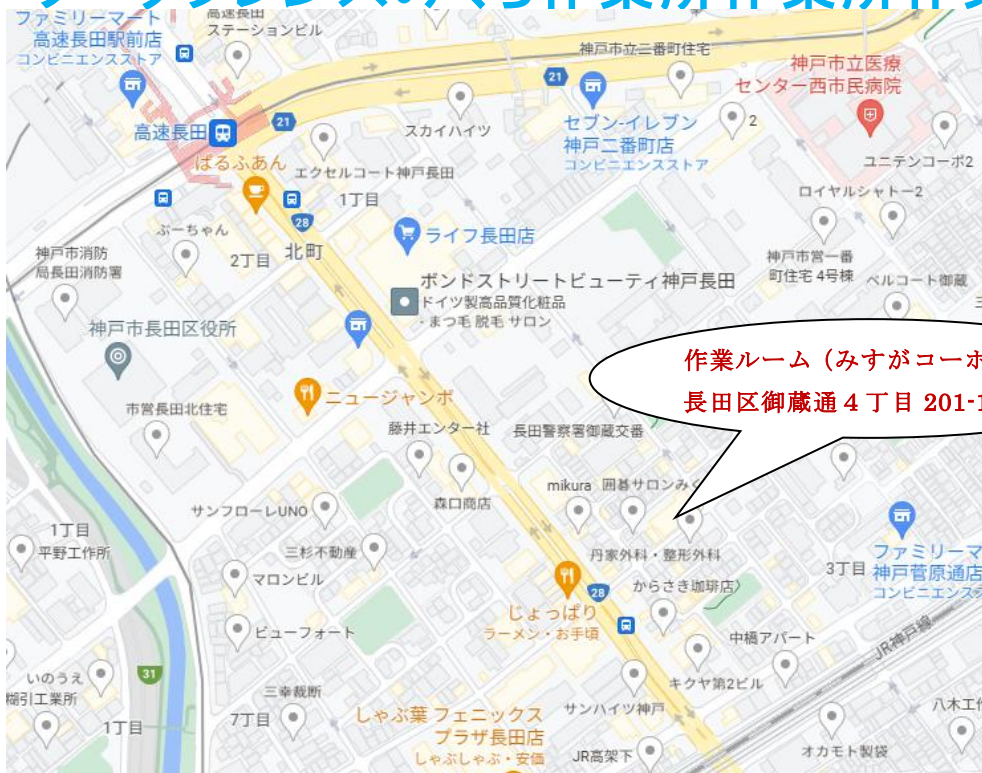 ファミリーマート
高速長田駅前店
コンビニエンスストア
高速長田
ステーションビル
神戸市立二番町住宅
神戸市立医療
センター西市民病院
21
高速長田
21
スカイハイツ
セブン-イレブン
神戸二番町店
コンビニエンスストア
2
ユニテンコーポ2
ぱるふあん
エクセルコート神戸長田
1丁目
ロイヤルシャトー2
28
ぷーちゃん
2丁目
北町
ライフ長田店
神戸市消防
局長田消防署
神戸市営一番
町住宅 4号棟
ベルコート御蔵
ボンドストリートビューティ神戸長田
ドイツ製高品質化粧品
- まつ毛 脱毛 サロン
神戸市長田区役所
作業ルーム（みすがコーポ
長田区御蔵通４丁目 201-1
ニュージャンボ
市営長田北住宅
藤井エンター社
長田警察署御蔵交番
森口商店
mikura
囲碁サロンみく
サンフローレUNO
1丁目
平野工作所
三杉不動産
丹家外科・整形外科
ファミリーマ
神戸菅原通店
コンビニエンスス
3丁目
マロンビル
28
からさき珈琲店
じょっぱり
ラーメン・お手頃
ビューフォート
中橋アパート
JR神戸線
キクヤ第2ビル
いのうえ
糊引工業所
31
三幸裁断
サンハイツ神戸
八木工作
1丁目
7丁目
しゃぶ葉 フェニックス
プラザ長田店
しゃぶしゃぶ・安価
JR高架下
オカモト製袋